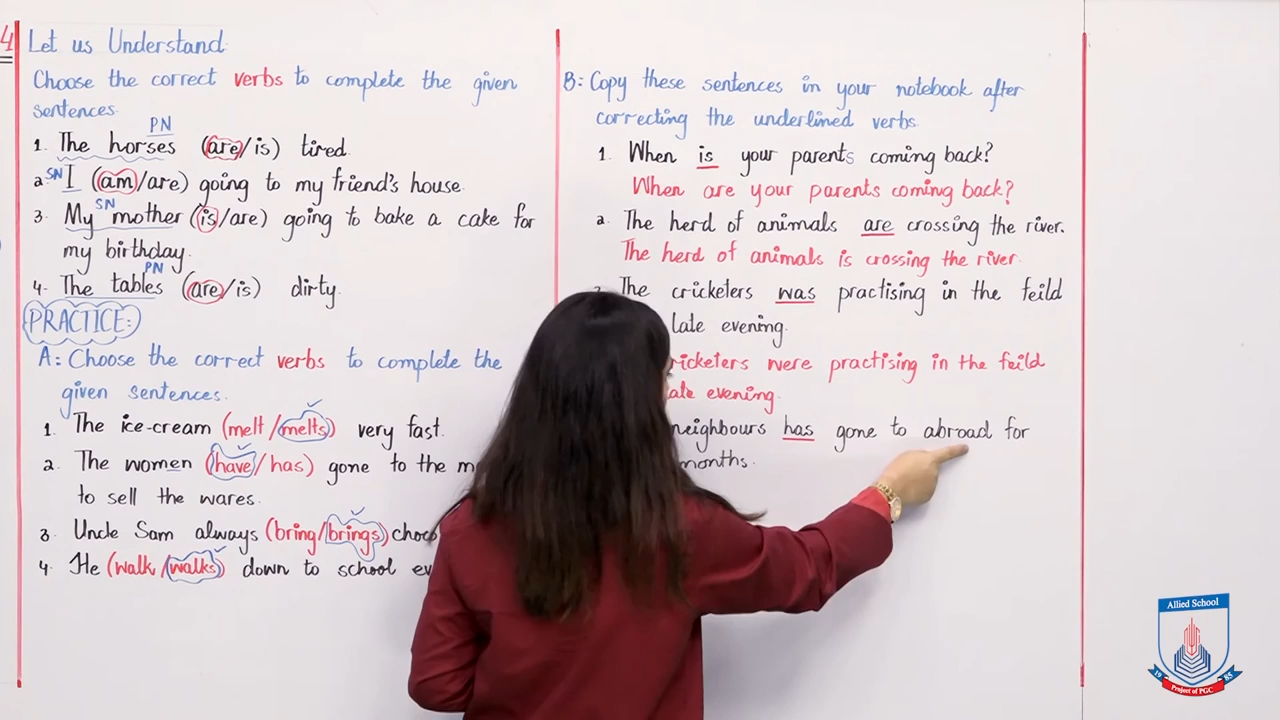 4
Let us Understand
Choose the correct verbs to complete the given
sentences.
PN
1. The horses (are/is) tired.
SN
2. I (am/are) going to my friend's house.
SN
3 My mother (is/are) going to bake a cake for
my birthday.
PN
4. The tables (are/is) dirty.
PRACTICE:
A: Choose the correct verbs to complete the
given sentences.
1. The ice-cream (melt/melts) very fast.
2. The women (have/has) gone to the
to sell the wares.
3. Uncle Sam always (bring/brings)
4. He (walk/walks) down to school
B: Copy these sentences in your notebook after
correcting the underlined verbs.
1. When is your parents coming back?
When are your parents coming back?
2. The herd of animals are crossing the river.
The herd of animals is crossing the river.
The cricketers was practising in the feild
late evening.
were practising in the feild
evening.
neighbours has gone to abroad for
months.
Allied School
19 85
Project of PGC